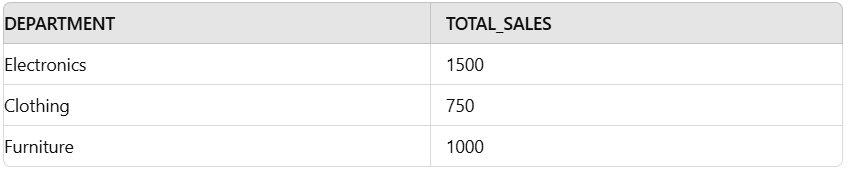 DEPARTMENT TOTAL_SALES
Electronics 1500
Clothing 750
Furniture 1000